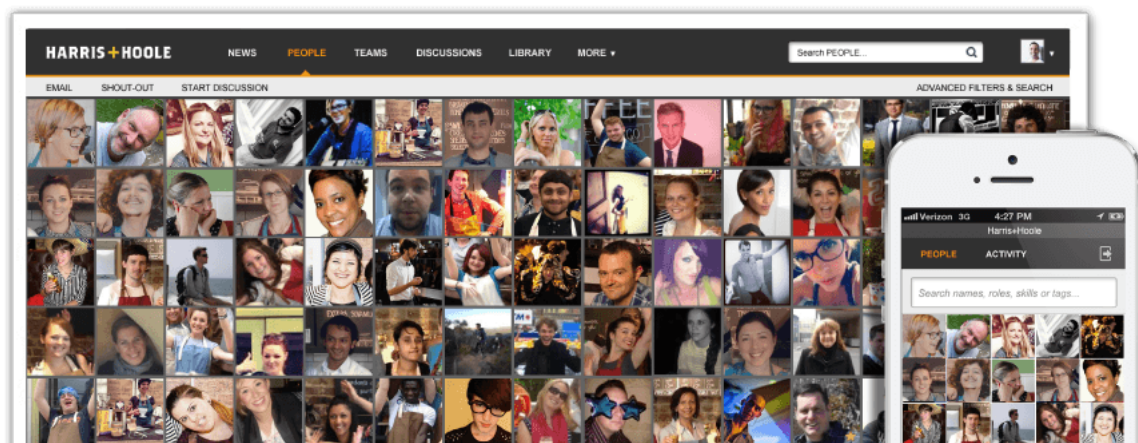 HARRIS+HOOLE NEWS PEOPLE TEAMS DISCUSSIONS LIBRARY MORE ▾ Search PEOPLE...
EMAIL SHOUT-OUT START DISCUSSION ADVANCED FILTERS & SEARCH
Verizon 3G 4:27 PM
Harris+Hoole
PEOPLE ACTIVITY
Search names, roles, skills or tags...